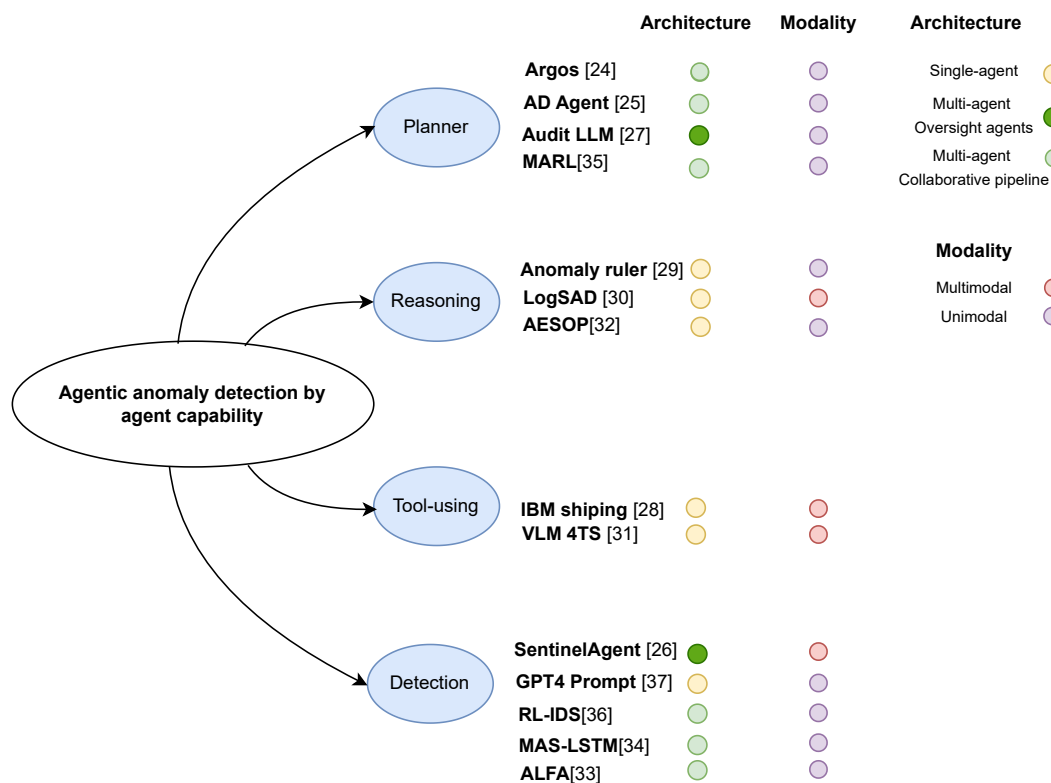 Architecture Modality Architecture
Argos [24]
AD Agent [25]
Audit LLM [27]
MARL[35]
Planner
Single-agent
Multi-agent
Oversight agents
Multi-agent
Collaborative pipeline
Anomaly ruler [29]
LogSAD [30]
AESOP[32]
Reasoning
Modality
Multimodal
Unimodal
Agentic anomaly detection by
agent capability
Tool-using
IBM shiping [28]
VLM 4TS [31]
Detection
SentinelAgent [26]
GPT4 Prompt [37]
RL-IDS[36]
MAS-LSTM[34]
ALFA[33]